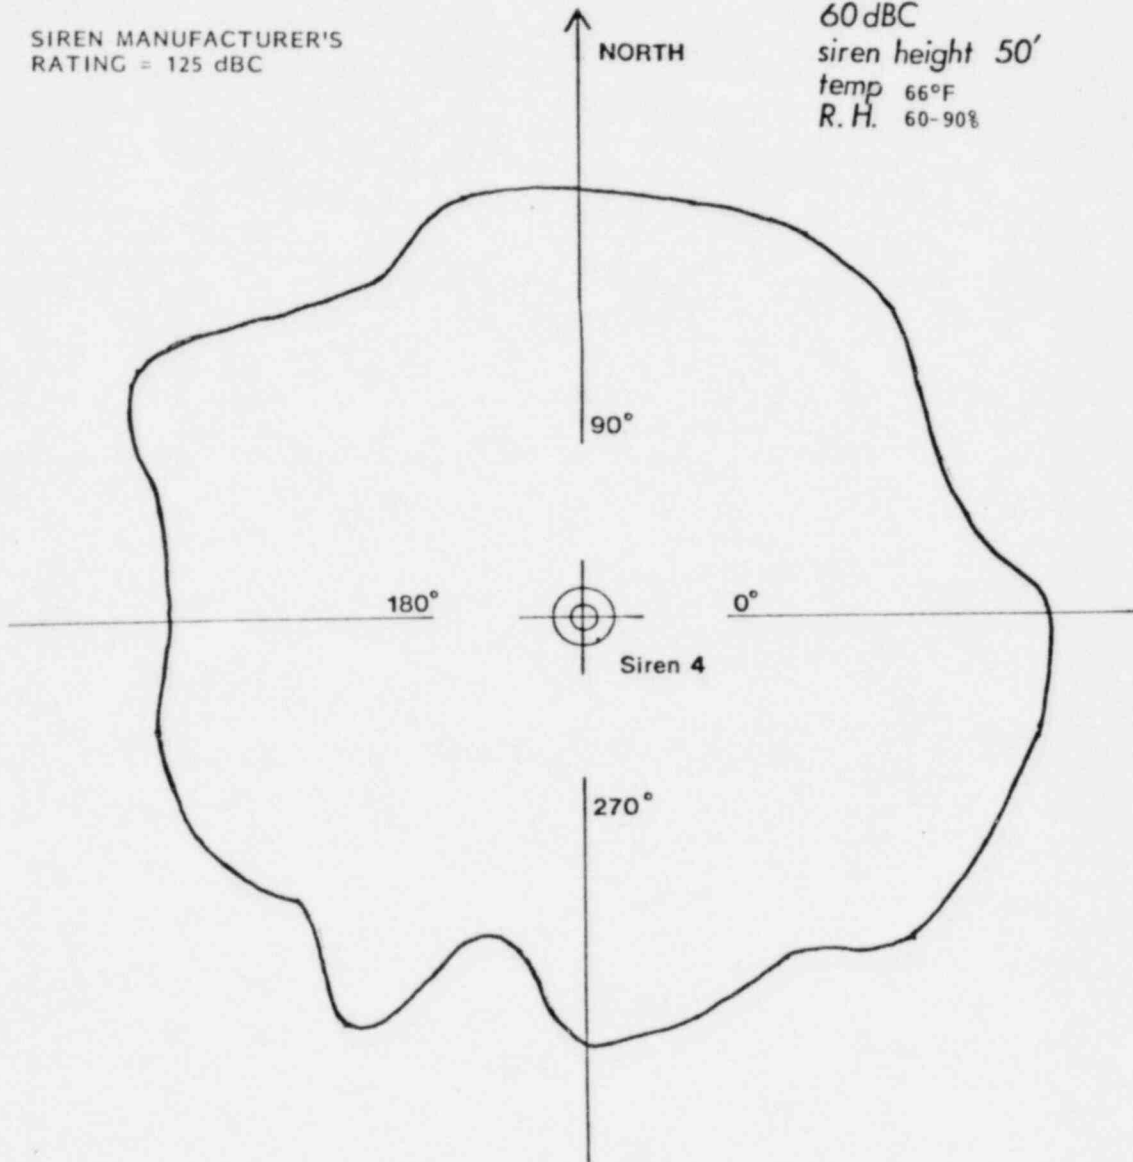 SIREN MANUFACTURER'S
RATING = 125 dBC
NORTH
60 dBC
siren height 50'
temp 66°F
R. H. 60-90%
90°
180°
0°
Siren 4
270°